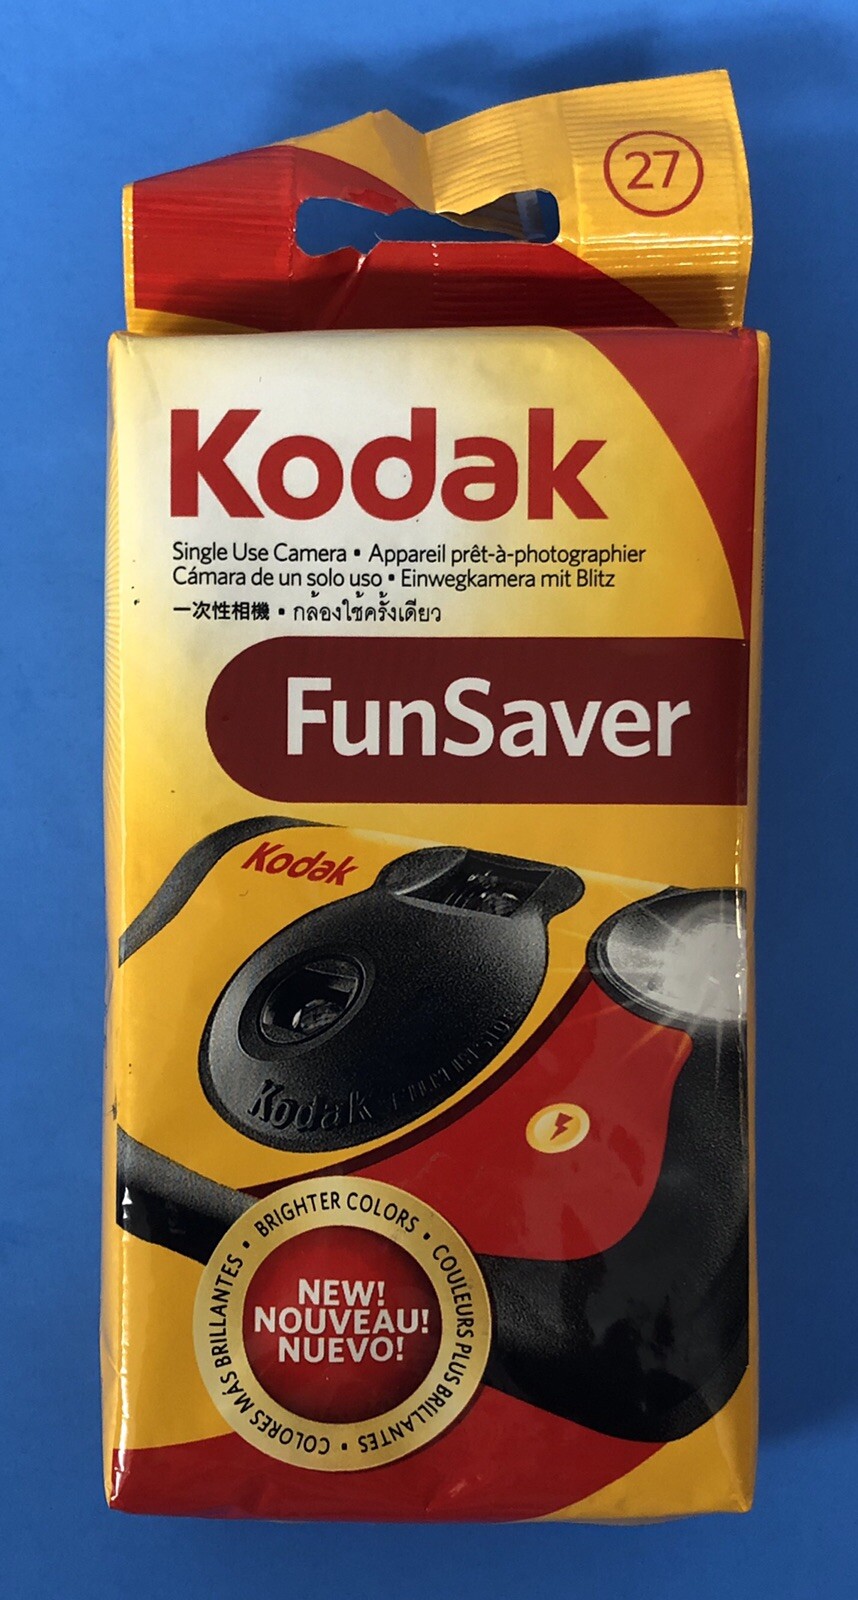 27
Kodak
Single Use Camera • Appareil prêt-à-photographier
Cámara de un solo uso • Einwegkamera mit Blitz
一次性相機 • กล้องใช้ครั้งเดียว
FunSaver
Kodak
Kodak
BRIGHTER COLORS • COULEURS PLUS BRILLANTES • COLORES MÁS BRILLANTES •
NEW!
NOUVEAU!
NUEVO!